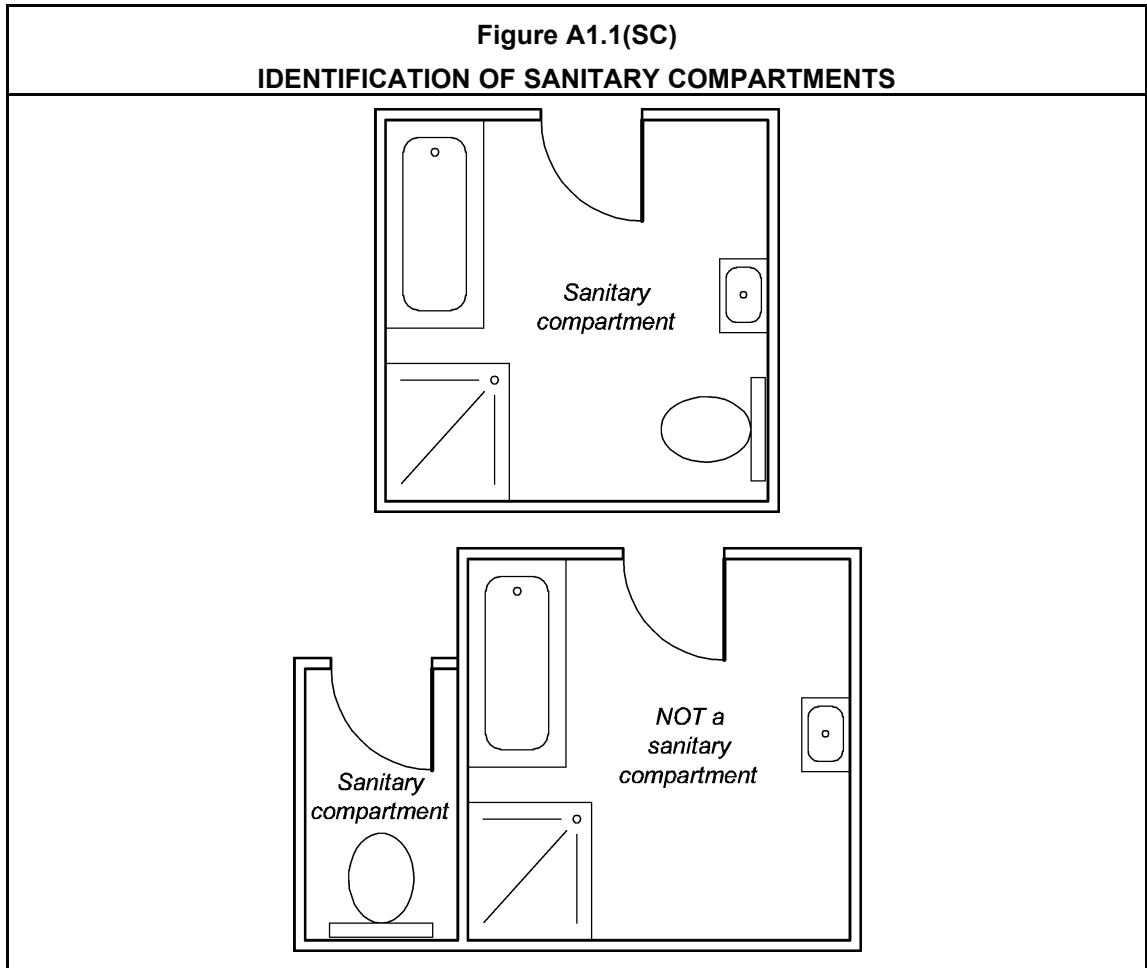 Figure A1.1(SC)
IDENTIFICATION OF SANITARY COMPARTMENTS
Sanitary
compartment
NOT a
sanitary
compartment
Sanitary
compartment